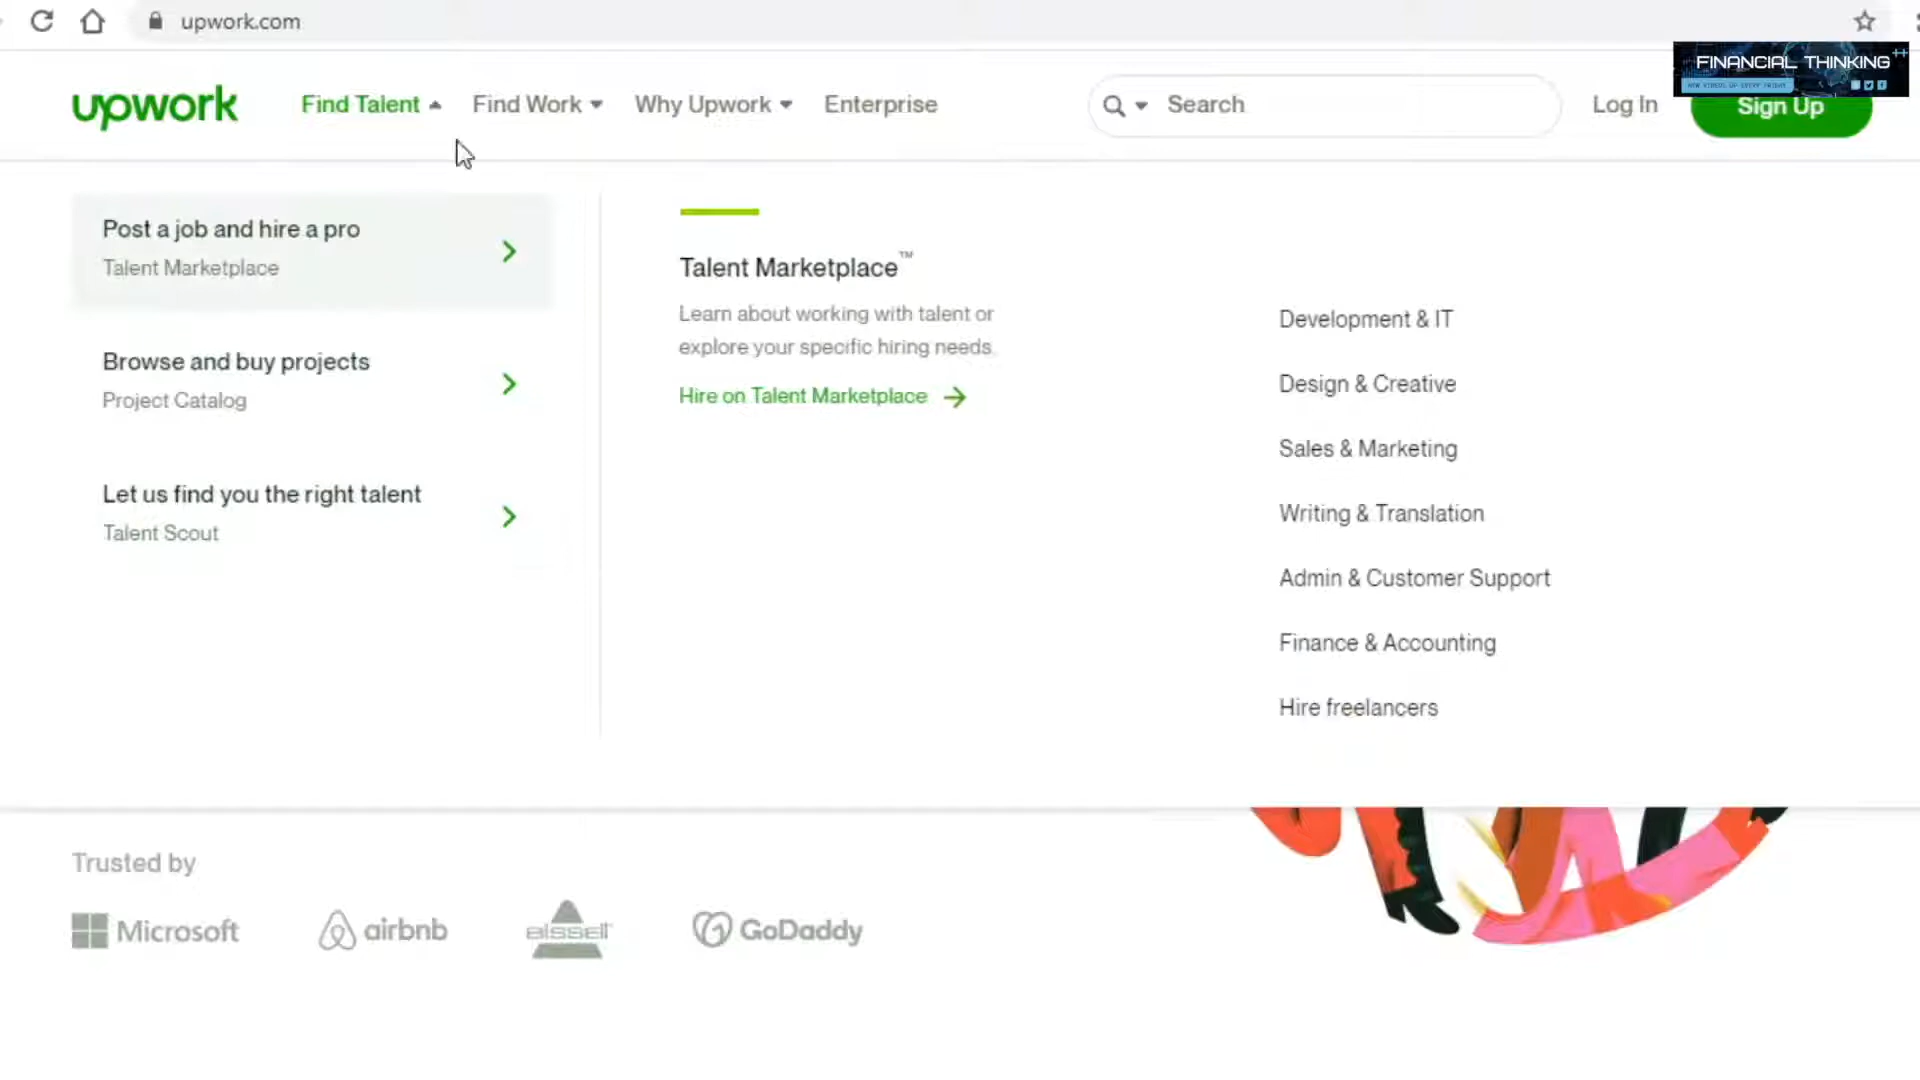 upwork.com
FINANCIAL THINKING
upwork
Find Talent
Find Work
Why Upwork
Enterprise
Search
Log In
Sign Up
Post a job and hire a pro
Talent Marketplace
Browse and buy projects
Project Catalog
Let us find you the right talent
Talent Scout
Talent Marketplace™
Learn about working with talent or
explore your specific hiring needs.
Hire on Talent Marketplace
Development & IT
Design & Creative
Sales & Marketing
Writing & Translation
Admin & Customer Support
Finance & Accounting
Hire freelancers
Trusted by
Microsoft
airbnb
BISSELL
GoDaddy